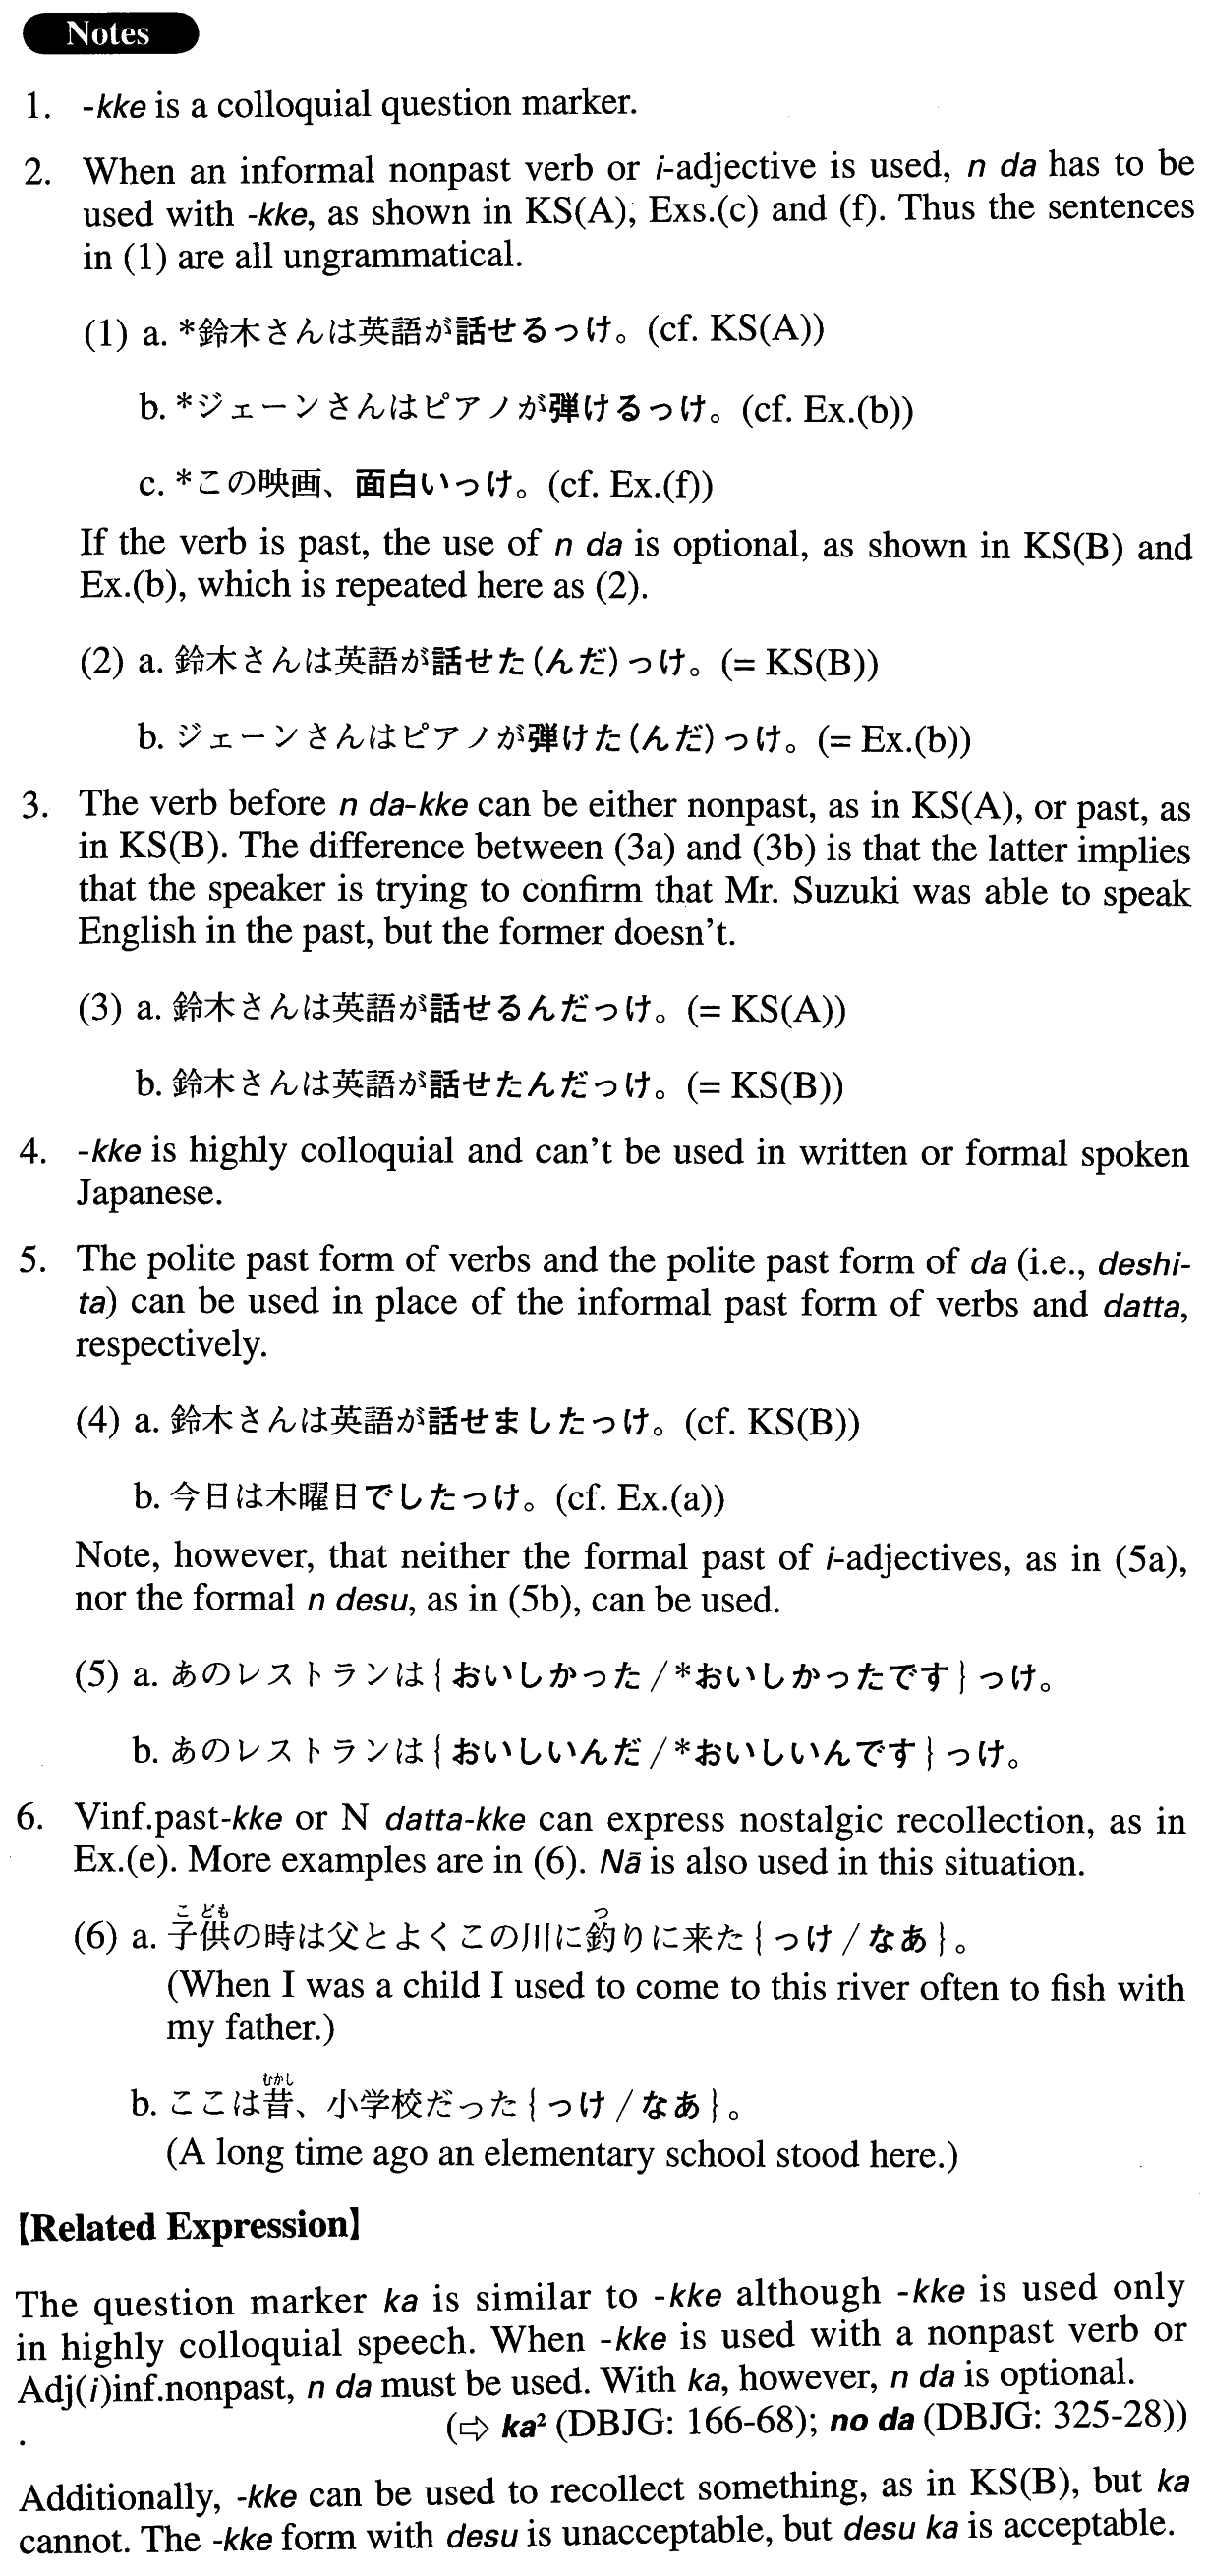 Notes
1. -kke is a colloquial question marker.
2. When an informal nonpast verb or i-adjective is used, n da has to be
used with -kke, as shown in KS(A), Exs.(c) and (f). Thus the sentences
in (1) are all ungrammatical.
(1) a. *鈴木さんは英語が話せるっけ。(cf. KS(A))
b. *ジェーンさんはピアノが弾けるっけ。(cf. Ex.(b))
c. *この映画、面白いっけ。(cf. Ex.(f))
If the verb is past, the use of n da is optional, as shown in KS(B) and
Ex.(b), which is repeated here as (2).
(2) a. 鈴木さんは英語が話せた(んだ)っけ。(= KS(B))
b. ジェーンさんはピアノが弾けた(んだ)っけ。(= Ex.(b))
3. The verb before n da-kke can be either nonpast, as in KS(A), or past, as
in KS(B). The difference between (3a) and (3b) is that the latter implies
that the speaker is trying to confirm that Mr. Suzuki was able to speak
English in the past, but the former doesn't.
(3) a. 鈴木さんは英語が話せるんだっけ。(= KS(A))
b. 鈴木さんは英語が話せたんだっけ。(= KS(B))
4. -kke is highly colloquial and can't be used in written or formal spoken
Japanese.
5. The polite past form of verbs and the polite past form of da (i.e., deshi-
ta) can be used in place of the informal past form of verbs and datta,
respectively.
(4) a. 鈴木さんは英語が話せましたっけ。(cf. KS(B))
b. 今日は木曜日でしたっけ。(cf. Ex.(a))
Note, however, that neither the formal past of i-adjectives, as in (5a),
nor the formal n desu, as in (5b), can be used.
(5) a. あのレストランは{おいしかった/*おいしかったです}っけ。
b. あのレストランは{おいしいんだ/*おいしいんです}っけ。
6. Vinf.past-kke or N datta-kke can express nostalgic recollection, as in
Ex.(e). More examples are in (6). Nā is also used in this situation.
こ ども つ
(6) a. 子供の時は父とよくこの川に釣りに来た{っけ/なあ}。
(When I was a child I used to come to this river often to fish with
my father.)
むかし
b. ここは昔、小学校だった{っけ/なあ}。
(A long time ago an elementary school stood here.)
【Related Expression】
The question marker ka is similar to -kke although -kke is used only
in highly colloquial speech. When -kke is used with a nonpast verb or
Adj(i)inf.nonpast, n da must be used. With ka, however, n da is optional.
(⇨ ka² (DBJG: 166-68); no da (DBJG: 325-28))
Additionally, -kke can be used to recollect something, as in KS(B), but ka
cannot. The -kke form with desu is unacceptable, but desu ka is acceptable.